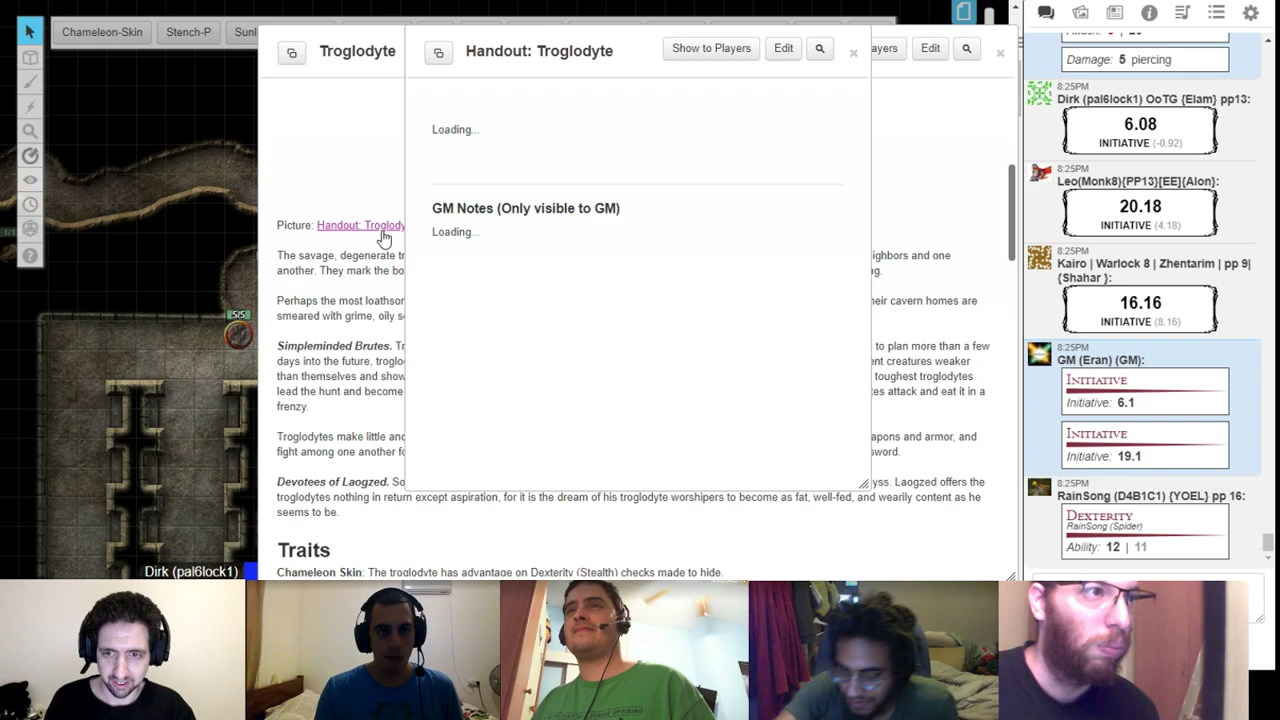 Chameleon-Skin
Stench-P
Sunl
Troglodyte
Handout: Troglodyte
Show to Players
Edit
ayers
Edit
Loading...
GM Notes (Only visible to GM)
Loading...
Picture: Handout: Troglody
The savage, degenerate tr
eighbors and one
another. They mark the bo
ng.
Perhaps the most loathsor
heir cavern homes are
smeared with grime, oily s
Simpleminded Brutes. Tr
to plan more than a few
days into the future, troglo
ent creatures weaker
than themselves and show
toughest troglodytes
lead the hunt and become
tes attack and eat it in a
frenzy.
Troglodytes make little and
apons and armor, and
fight among one another fo
sword.
Devotees of Laogzed. So
yss. Laogzed offers the
troglodytes nothing in return except aspiration, for it is the dream of his troglodyte worshipers to become as fat, well-fed, and wearily content as he
seems to be.
Traits
Chameleon Skin: The troglodyte has advantage on Dexterity (Stealth) checks made to hide.
5/5
Dirk (pal6lock1)
Damage: 5 piercing
8:25PM
Dirk (pal6lock1) OoTG {Elam} pp13:
6.08
INITIATIVE (-0.92)
8:25PM
Leo(Monk8){PP13}[EE]{Alon}:
20.18
INITIATIVE (4.18)
8:25PM
Kairo | Warlock 8 | Zhentarim | pp 9|
{Shahar }:
16.16
INITIATIVE (8.16)
8:25PM
GM (Eran) (GM):
INITIATIVE
Initiative: 6.1
INITIATIVE
Initiative: 19.1
8:25PM
RainSong (D4B1C1) {YOEL} pp 16:
DEXTERITY
RainSong (Spider)
Ability: 12 | 11